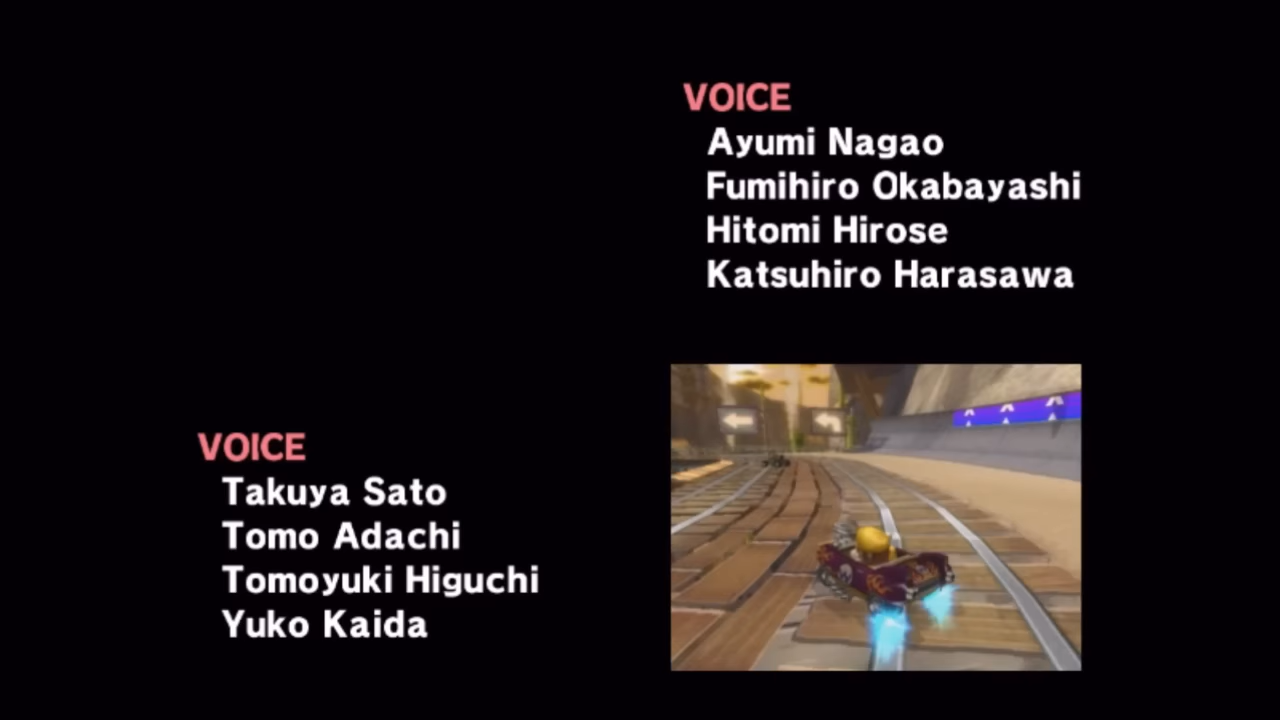 VOICE
Ayumi Nagao
Fumihiro Okabayashi
Hitomi Hirose
Katsuhiro Harasawa
VOICE
Takuya Sato
Tomo Adachi
Tomoyuki Higuchi
Yuko Kaida